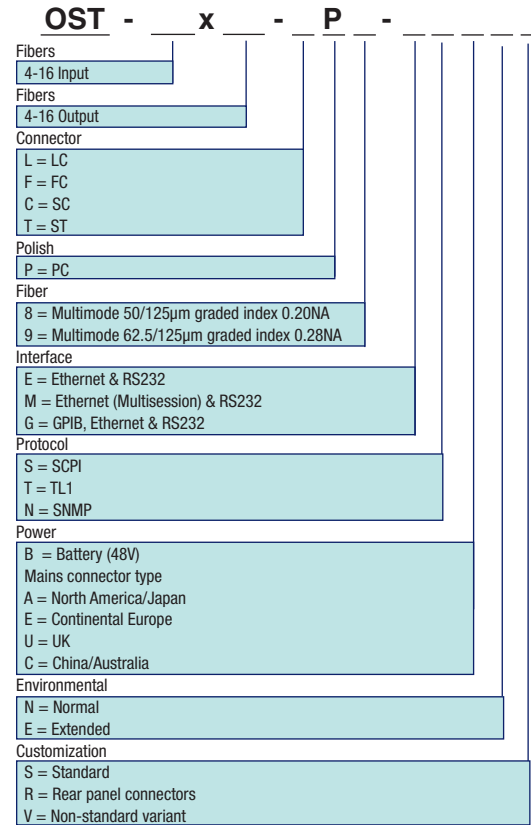 OST - ___ x ___ - _ P _ - _ _ _ _ _
Fibers
4-16 Input
Fibers
4-16 Output
Connector
L = LC
F = FC
C = SC
T = ST
Polish
P = PC
Fiber
8 = Multimode 50/125µm graded index 0.20NA
9 = Multimode 62.5/125µm graded index 0.28NA
Interface
E = Ethernet & RS232
M = Ethernet (Multisession) & RS232
G = GPIB, Ethernet & RS232
Protocol
S = SCPI
T = TL1
N = SNMP
Power
B = Battery (48V)
Mains connector type
A = North America/Japan
E = Continental Europe
U = UK
C = China/Australia
Environmental
N = Normal
E = Extended
Customization
S = Standard
R = Rear panel connectors
V = Non-standard variant